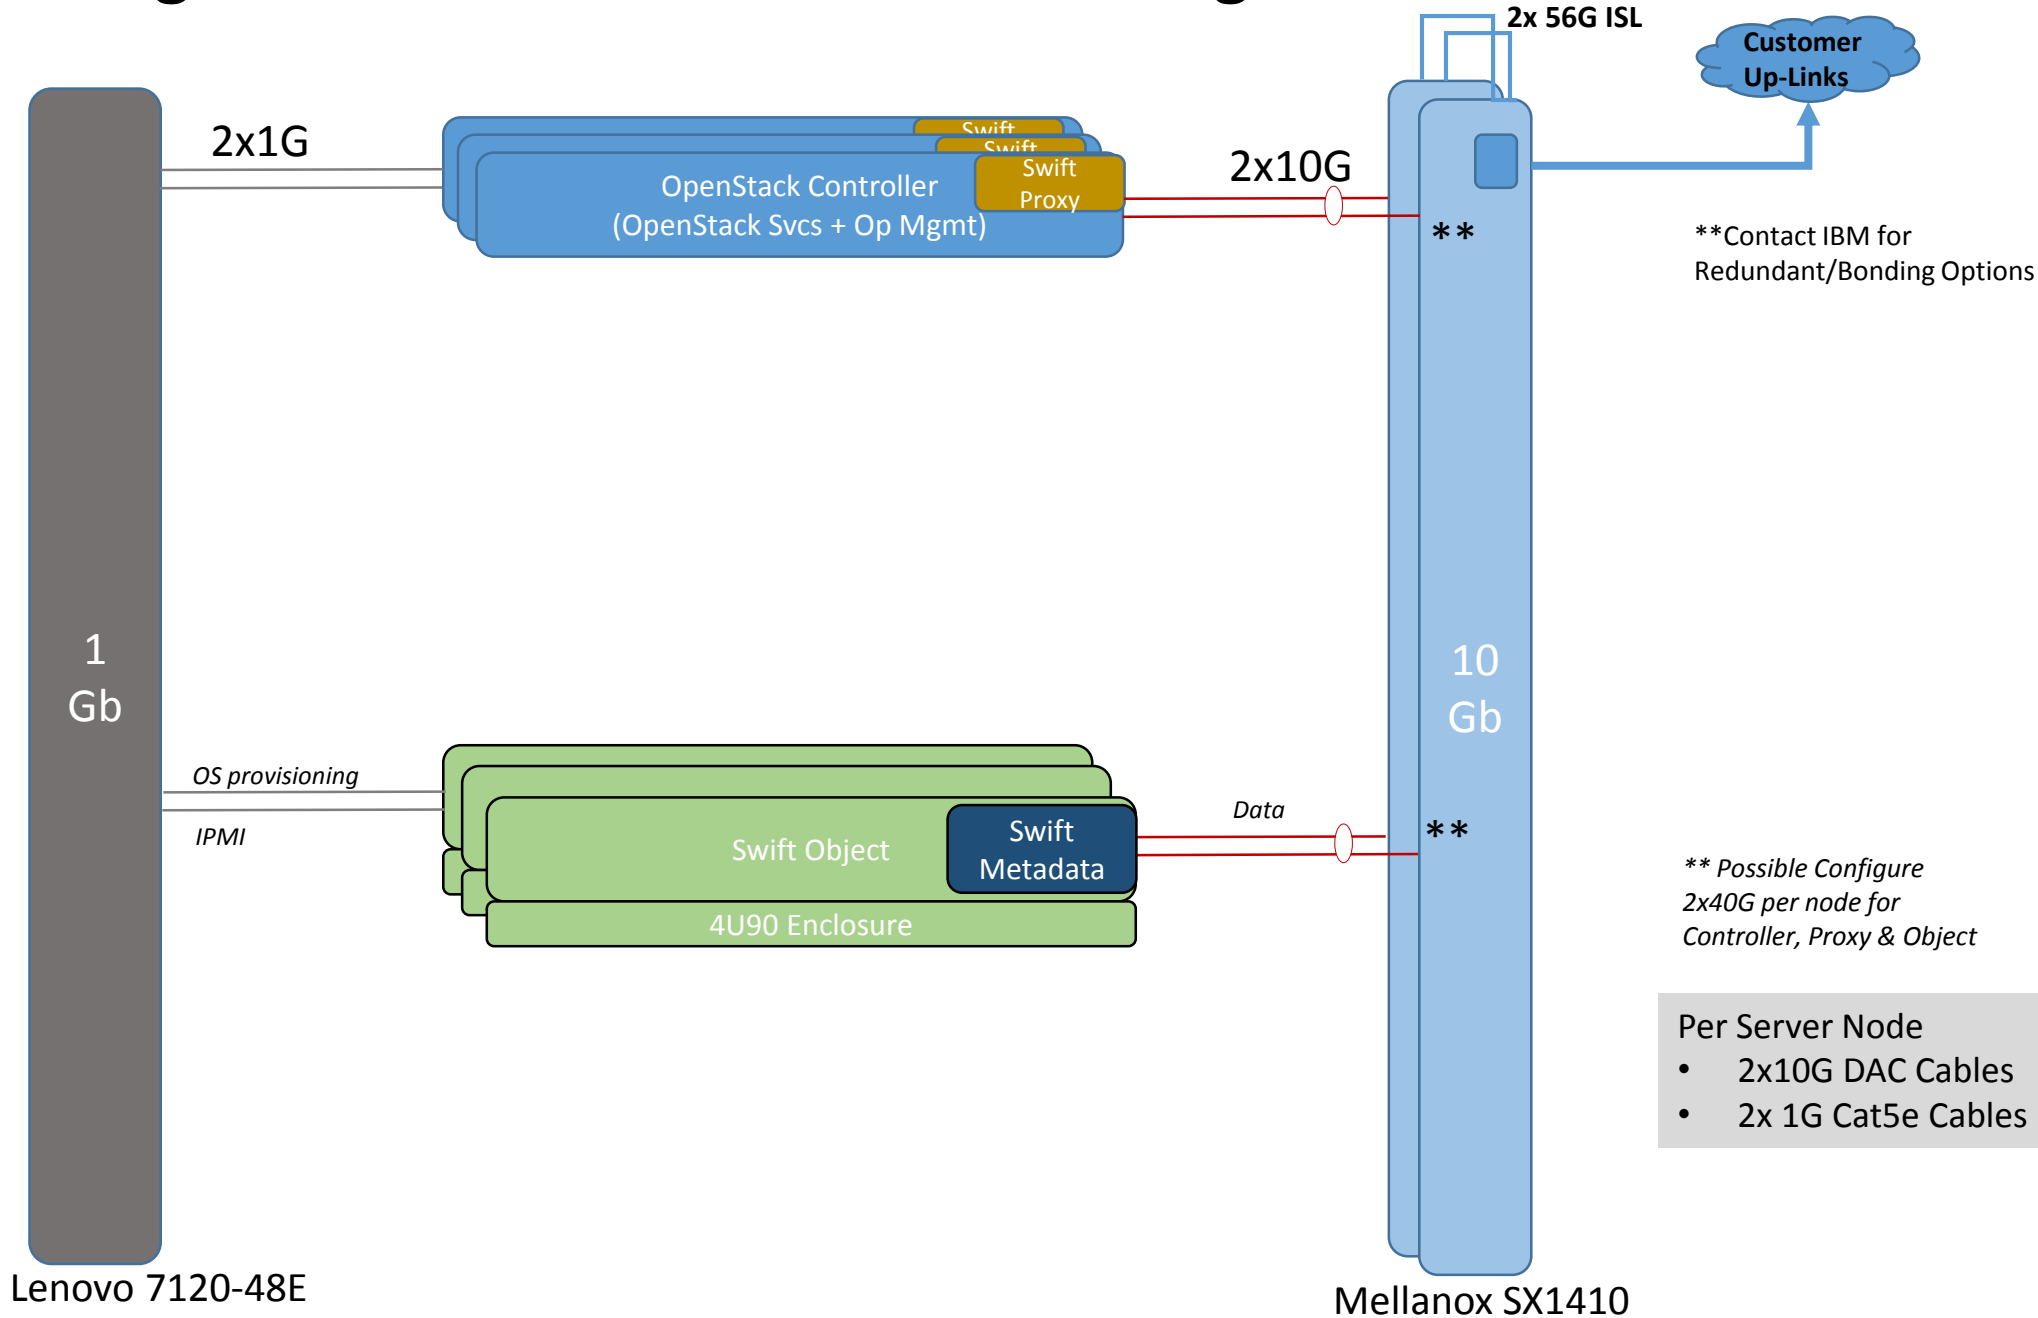 2x 56G ISL
Customer
Up-Links
2x1G
Swift
Swift
Swift
Proxy
OpenStack Controller
(OpenStack Svcs + Op Mgmt)
2x10G
**
**Contact IBM for
Redundant/Bonding Options
1
Gb
10
Gb
OS provisioning
IPMI
Swift Object
Swift
Metadata
4U90 Enclosure
Data
**
** Possible Configure
2x40G per node for
Controller, Proxy & Object
Per Server Node
• 2x10G DAC Cables
• 2x 1G Cat5e Cables
Lenovo 7120-48E
Mellanox SX1410